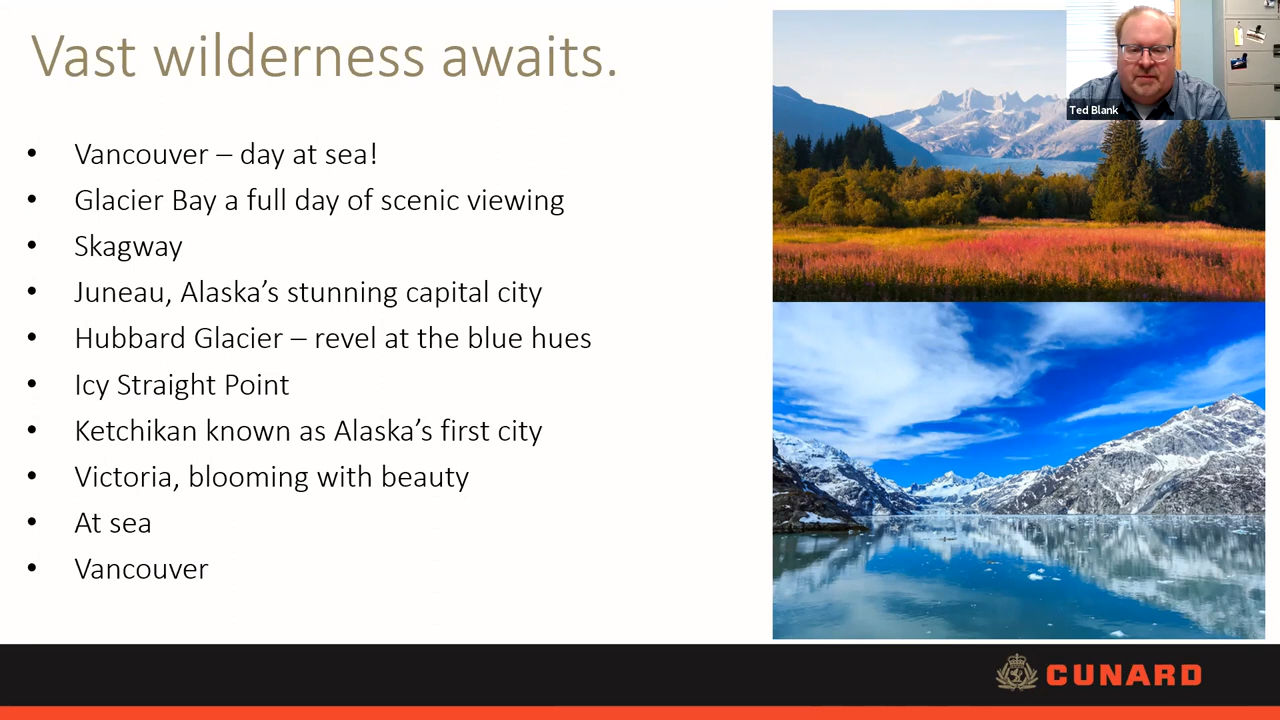 Vast wilderness awaits.
Ted Blank
• Vancouver – day at sea!
• Glacier Bay a full day of scenic viewing
• Skagway
• Juneau, Alaska’s stunning capital city
• Hubbard Glacier – revel at the blue hues
• Icy Straight Point
• Ketchikan known as Alaska’s first city
• Victoria, blooming with beauty
• At sea
• Vancouver
CUNARD